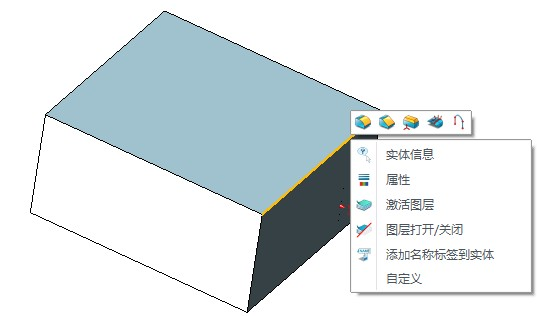 实体信息
属性
激活图层
图层打开/关闭
添加名称标签到实体
自定义